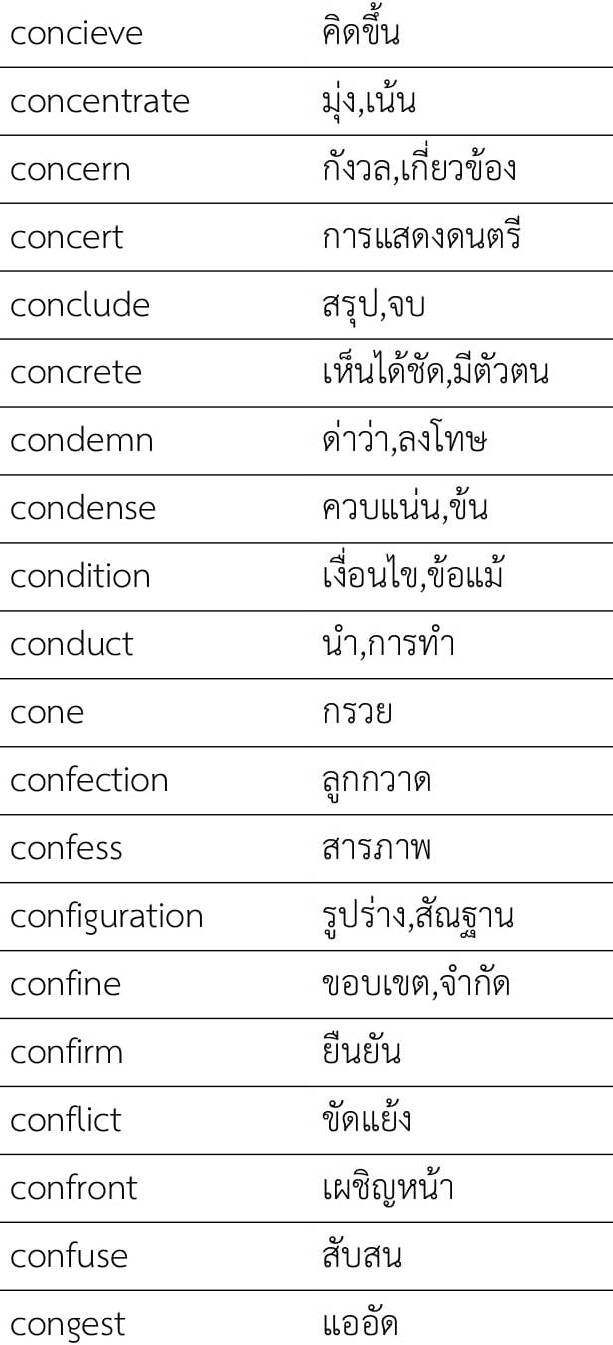 concieve คิดขึ้น
concentrate มุ่ง,เน้น
concern กังวล,เกี่ยวข้อง
concert การแสดงดนตรี
conclude สรุป,จบ
concrete เห็นได้ชัด,มีตัวตน
condemn ด่าว่า,ลงโทษ
condense ควบแน่น,ข้น
condition เงื่อนไข,ข้อแม้
conduct นำ,การทำ
cone กรวย
confection ลูกกวาด
confess สารภาพ
configuration รูปร่าง,สัณฐาน
confine ขอบเขต,จำกัด
confirm ยืนยัน
conflict ขัดแย้ง
confront เผชิญหน้า
confuse สับสน
congest แออัด